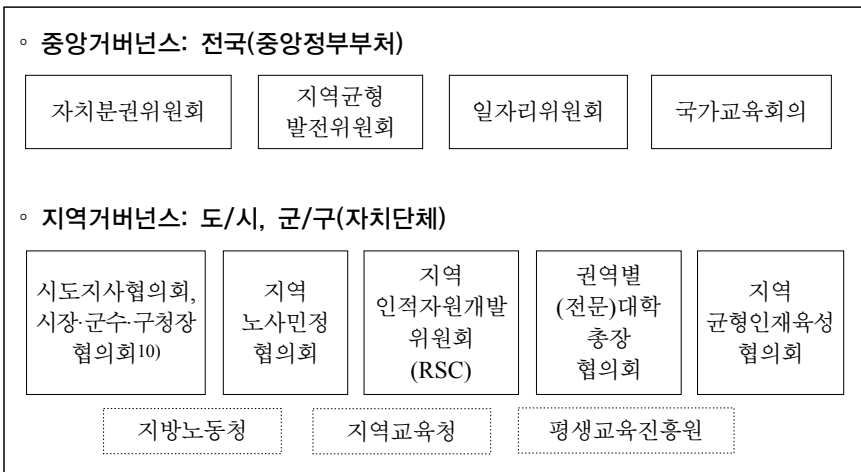 ◦ 중앙거버넌스: 전국(중앙정부부처)
자치분권위원회
지역균형
발전위원회
일자리위원회
국가교육회의
◦ 지역거버넌스: 도/시, 군/구(자치단체)
시도지사협의회,
시장·군수·구청장
협의회10)
지역
노사민정
협의회
지역
인적자원개발
위원회
(RSC)
권역별
(전문)대학
총장
협의회
지역
균형인재육성
협의회
지방노동청
지역교육청
평생교육진흥원